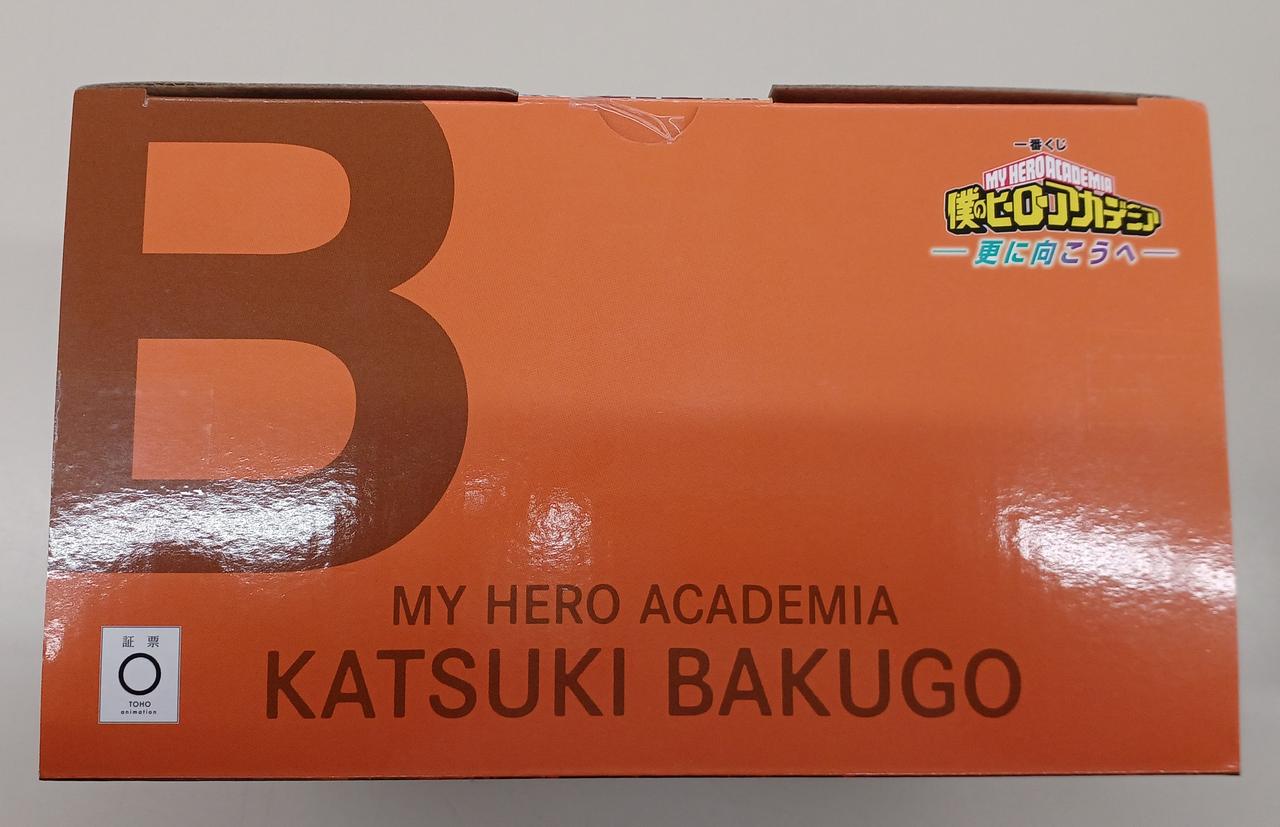 B
一番くじ
MY HERO ACADEMIA
僕のヒーローアカデミア
更に向こうへ
MY HERO ACADEMIA
KATSUKI BAKUGO
証票
TOHO
animation